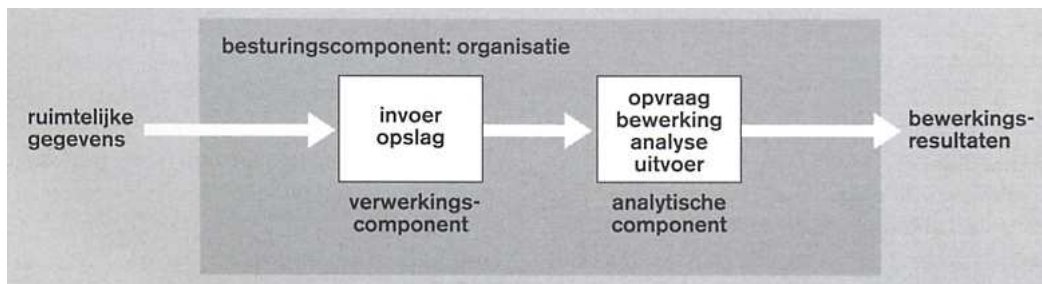 besturingscomponent: organisatie
ruimtelijke
gegevens
invoer
opslag
verwerkings-
component
opvraag
bewerking
analyse
uitvoer
analytische
component
bewerkings-
resultaten